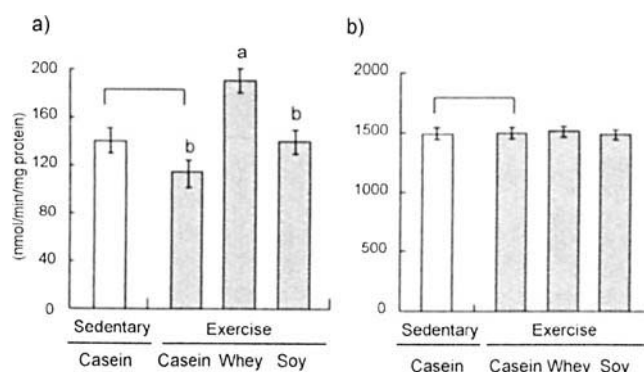 a)
(nmol/min/mg protein)
200
160
120
80
40
0
a
b
b
Sedentary Exercise
Casein Casein Whey Soy
b)
2000
1500
1000
500
0
Sedentary Exercise
Casein Casein Whey Soy